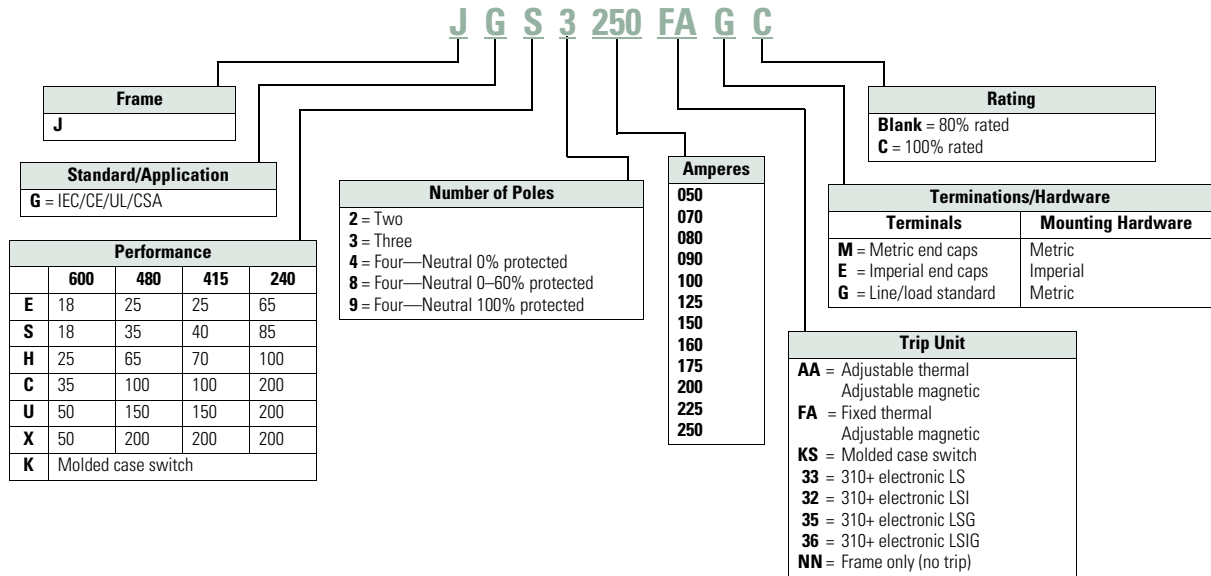 J G S 3 250 FA G C
Frame
J
Standard/Application
G = IEC/CE/UL/CSA
Performance
600 480 415 240
E 18 25 25 65
S 18 35 40 85
H 25 65 70 100
C 35 100 100 200
U 50 150 150 200
X 50 200 200 200
K Molded case switch
Number of Poles
2 = Two
3 = Three
4 = Four—Neutral 0% protected
8 = Four—Neutral 0–60% protected
9 = Four—Neutral 100% protected
Amperes
050
070
080
090
100
125
150
160
175
200
225
250
Rating
Blank = 80% rated
C = 100% rated
Terminations/Hardware
Terminals Mounting Hardware
M = Metric end caps Metric
E = Imperial end caps Imperial
G = Line/load standard Metric
Trip Unit
AA = Adjustable thermal
Adjustable magnetic
FA = Fixed thermal
Adjustable magnetic
KS = Molded case switch
33 = 310+ electronic LS
32 = 310+ electronic LSI
35 = 310+ electronic LSG
36 = 310+ electronic LSIG
NN = Frame only (no trip)